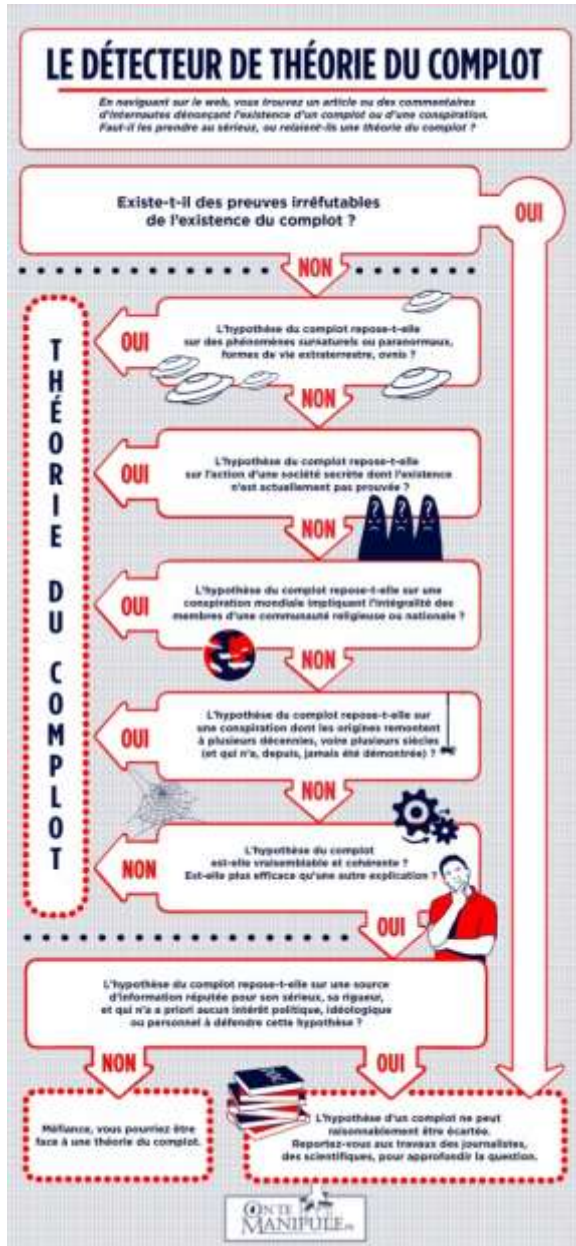 LE DÉTECTEUR DE THÉORIE DU COMPLOT
En naviguant sur le web, vous trouvez un article ou des commentaires
d'internautes dénonçant l'existence d'un complot ou d'une conspiration.
Faut-il les prendre au sérieux, ou relaient-ils une théorie du complot ?
Existe-t-il des preuves irréfutables
de l'existence du complot ?
OUI
NON
THÉORIE DU COMPLOT
OUI
L'hypothèse du complot repose-t-elle
sur des phénomènes surnaturels ou paranormaux,
formes de vie extraterrestre, ovnis ?
NON
OUI
L'hypothèse du complot repose-t-elle
sur l'action d'une société secrète dont l'existence
n'est actuellement pas prouvée ?
? ? ?
NON
OUI
L'hypothèse du complot repose-t-elle sur une
conspiration mondiale impliquant l'intégralité des
membres d'une communauté religieuse ou nationale ?
NON
OUI
L'hypothèse du complot repose-t-elle sur
une conspiration dont les origines remontent
à plusieurs décennies, voire plusieurs siècles
(et qui n'a, depuis, jamais été démontrée) ?
NON
NON
L'hypothèse du complot
est-elle vraisemblable et cohérente ?
Est-elle plus efficace qu'une autre explication ?
OUI
L'hypothèse du complot repose-t-elle sur une source
d'information réputée pour son sérieux, sa rigueur,
et qui n'a a priori aucun intérêt politique, idéologique
ou personnel à défendre cette hypothèse ?
NON
OUI
Méfiance, vous pourriez être
face à une théorie du complot.
L'hypothèse d'un complot ne peut
raisonnablement être écartée.
Reportez-vous aux travaux des journalistes,
des scientifiques, pour approfondir la question.
ON TE
MANIPULE.FR